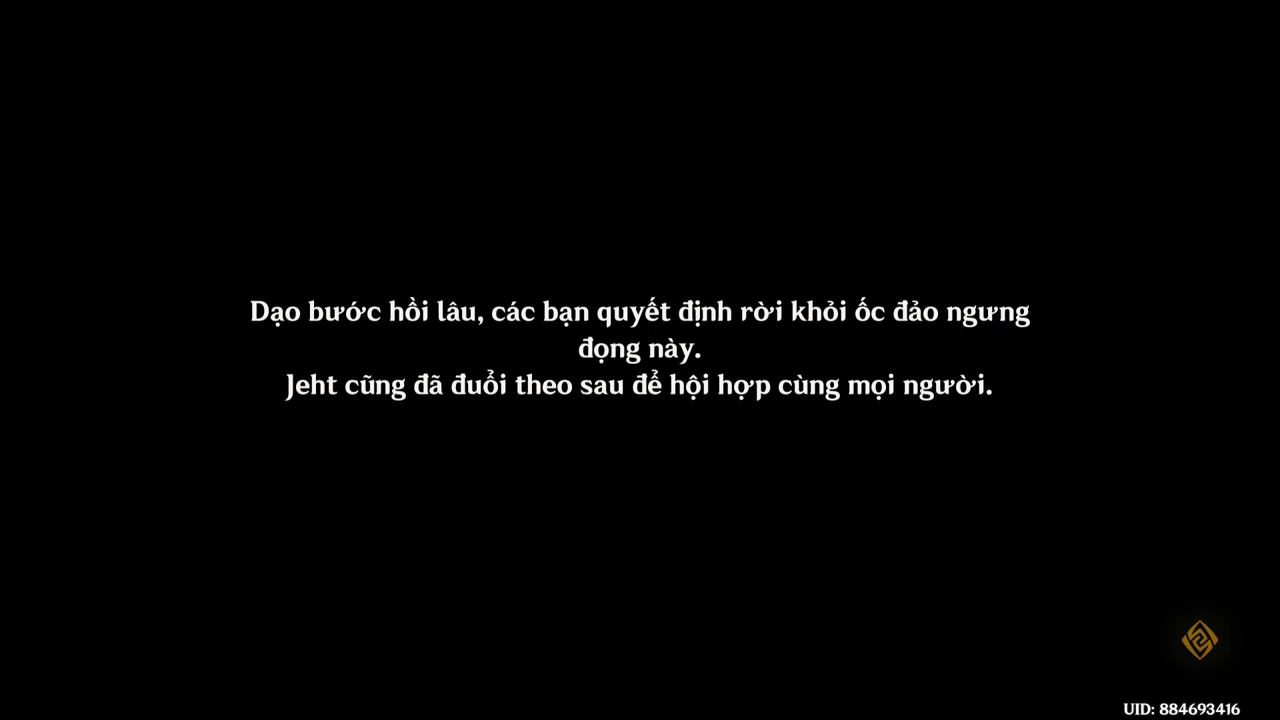 Dạo bước hồi lâu, các bạn quyết định rời khỏi ốc đảo ngưng
đọng này.
Jeht cũng đã đuổi theo sau để hội hợp cùng mọi người.
UID: 884693416